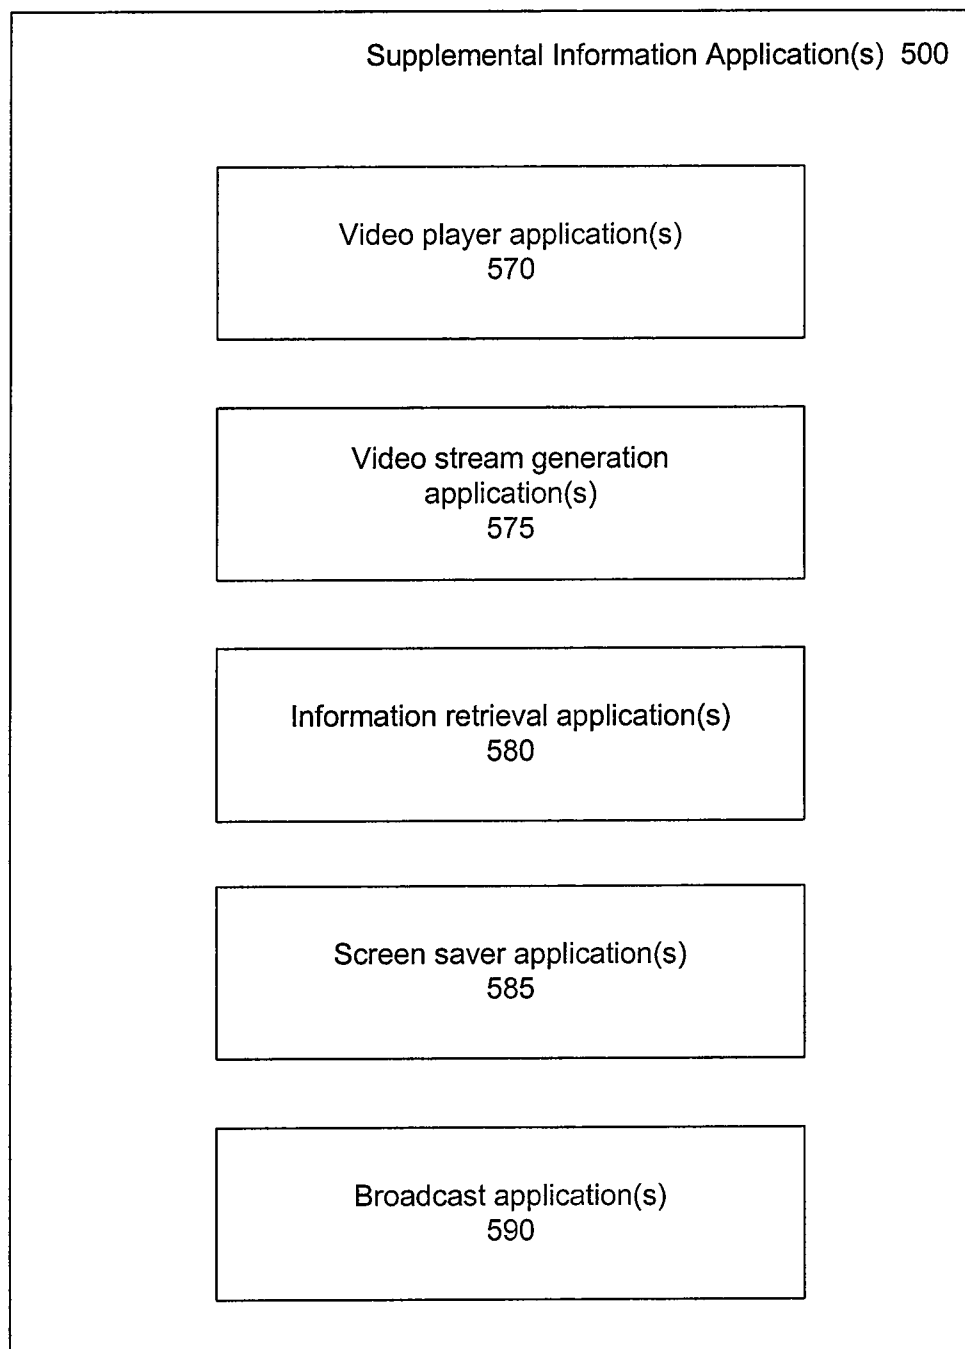 Supplemental Information Application(s) 500
Video player application(s)
570
Video stream generation
application(s)
575
Information retrieval application(s)
580
Screen saver application(s)
585
Broadcast application(s)
590